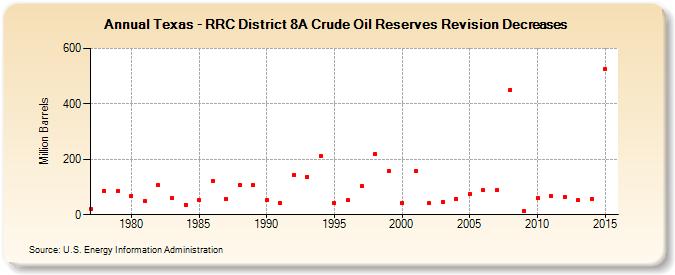 Annual Texas - RRC District 8A Crude Oil Reserves Revision Decreases
Million Barrels
600
400
200
0
1980 1985 1990 1995 2000 2005 2010 2015
Source: U.S. Energy Information Administration